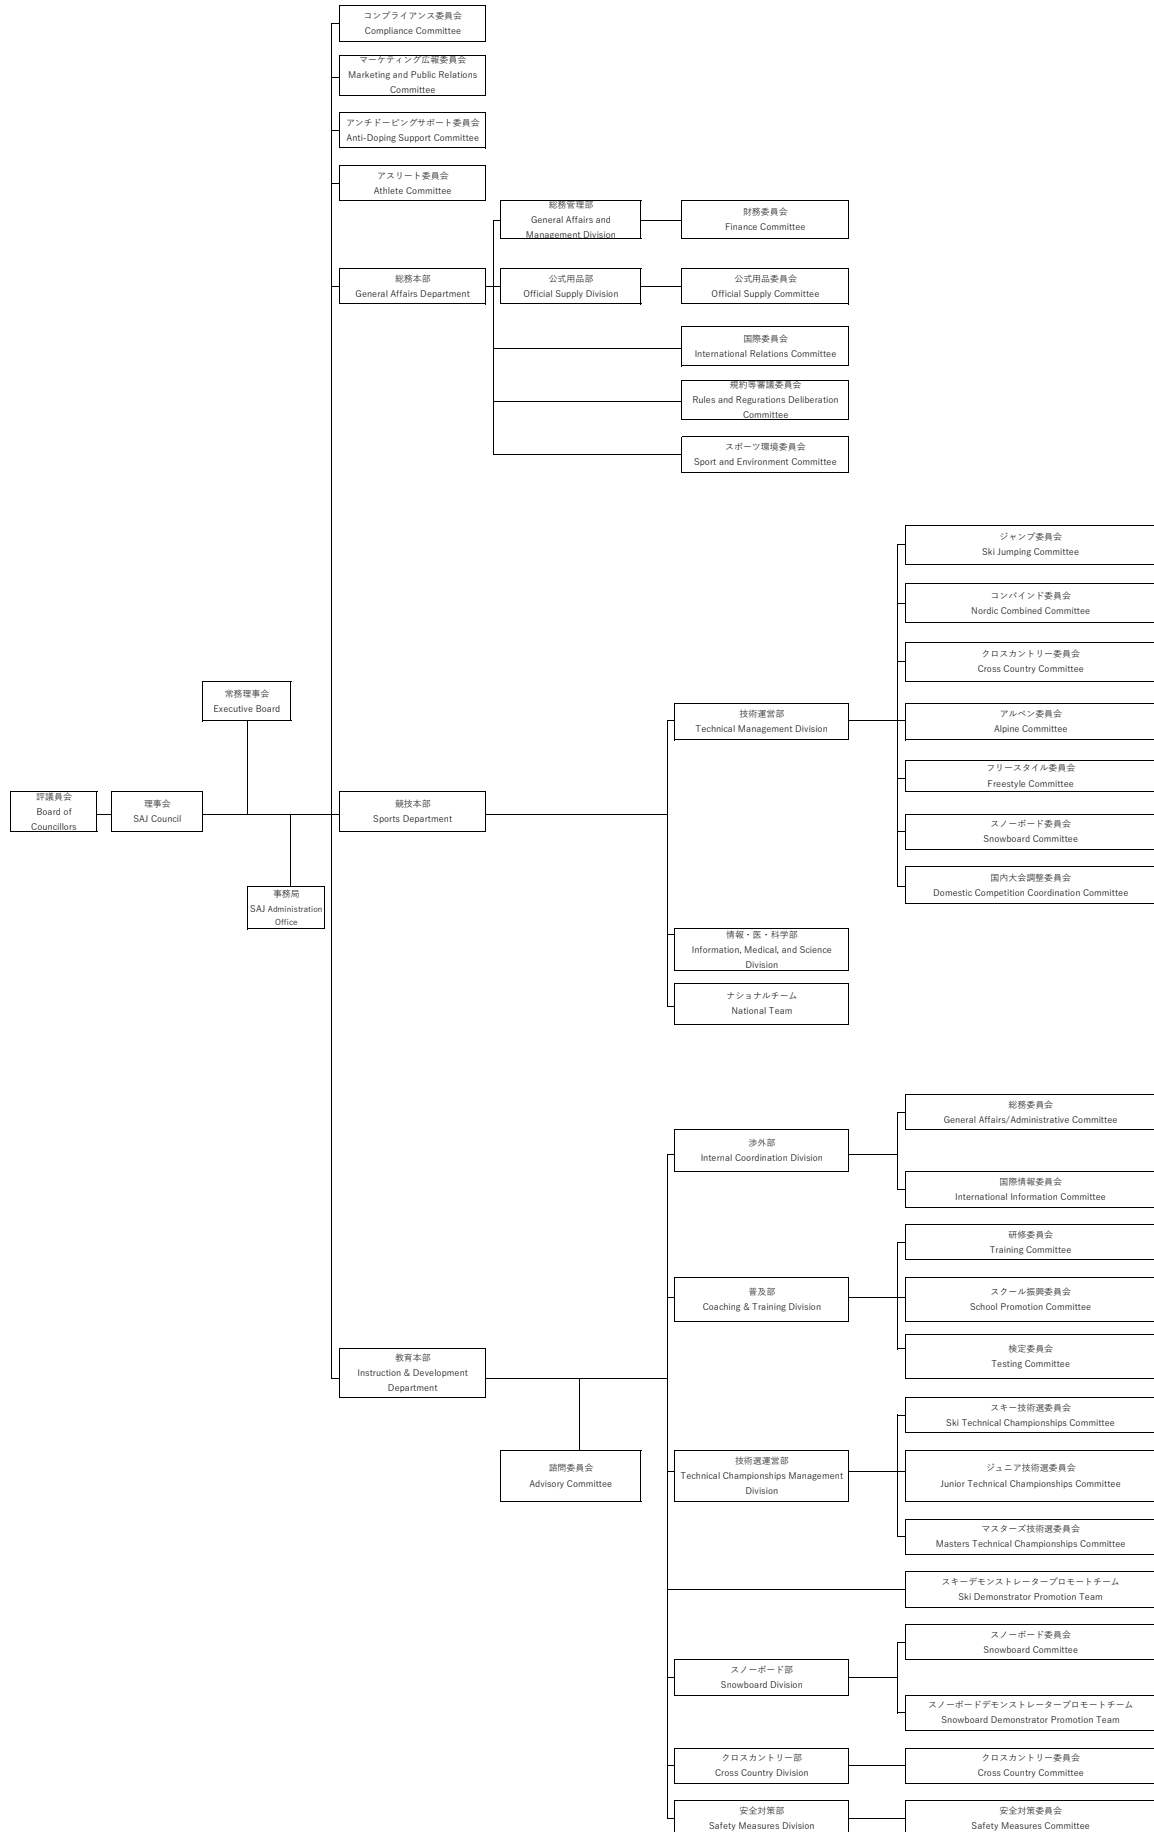 コンプライアンス委員会
Compliance Committee
マーケティング広報委員会
Marketing and Public Relations
Committee
アンチドーピングサポート委員会
Anti-Doping Support Committee
アスリート委員会
Athlete Committee
総務管理部
General Affairs and
Management Division
財務委員会
Finance Committee
総務本部
General Affairs Department
公式用品部
Official Supply Division
公式用品委員会
Official Supply Committee
国際委員会
International Relations Committee
規約等審議委員会
Rules and Regurations Deliberation
Committee
スポーツ環境委員会
Sport and Environment Committee
ジャンプ委員会
Ski Jumping Committee
コンバインド委員会
Nordic Combined Committee
クロスカントリー委員会
Cross Country Committee
常務理事会
Executive Board
技術運営部
Technical Management Division
アルペン委員会
Alpine Committee
フリースタイル委員会
Freestyle Committee
評議員会
Board of
Councillors
理事会
SAJ Council
競技本部
Sports Department
スノーボード委員会
Snowboard Committee
国内大会調整委員会
Domestic Competition Coordination Committee
事務局
SAJ Administration
Office
情報・医・科学部
Information, Medical, and Science
Division
ナショナルチーム
National Team
総務委員会
General Affairs/Administrative Committee
渉外部
Internal Coordination Division
国際情報委員会
International Information Committee
研修委員会
Training Committee
普及部
Coaching & Training Division
スクール振興委員会
School Promotion Committee
検定委員会
Testing Committee
教育本部
Instruction & Development
Department
スキー技術選委員会
Ski Technical Championships Committee
諮問委員会
Advisory Committee
技術選運営部
Technical Championships Management
Division
ジュニア技術選委員会
Junior Technical Championships Committee
マスターズ技術選委員会
Masters Technical Championships Committee
スキーデモンストレータープロモートチーム
Ski Demonstrator Promotion Team
スノーボード委員会
Snowboard Committee
スノーボード部
Snowboard Division
スノーボードデモンストレータープロモートチーム
Snowboard Demonstrator Promotion Team
クロスカントリー部
Cross Country Division
クロスカントリー委員会
Cross Country Committee
安全対策部
Safety Measures Division
安全対策委員会
Safety Measures Committee